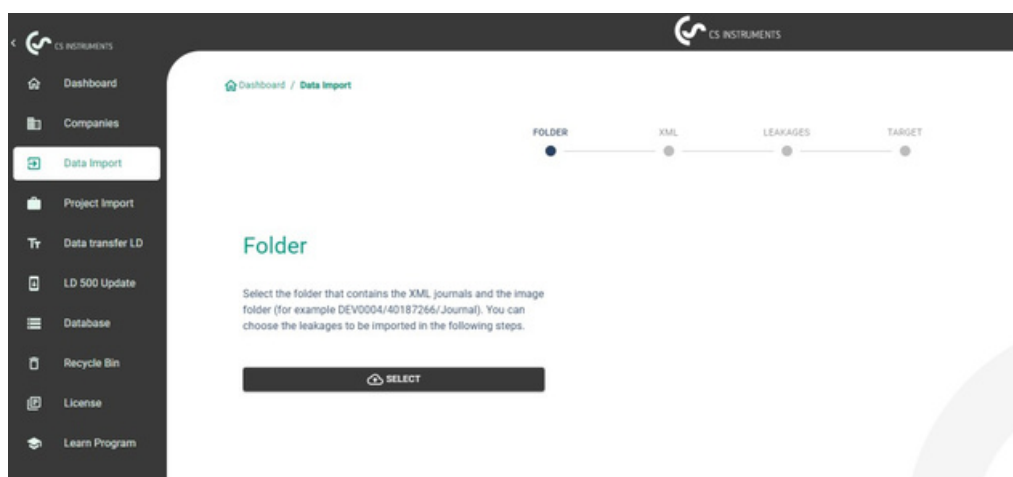 CS INSTRUMENTS
CS INSTRUMENTS
Dashboard
Companies
Data Import
Project Import
Data transfer LD
LD 500 Update
Database
Recycle Bin
License
Learn Program
Dashboard / Data Import
FOLDER XML LEAKAGES TARGET
Folder
Select the folder that contains the XML journals and the image
folder (for example DEV0004/40187266/Journal). You can
choose the leakages to be imported in the following steps.
SELECT